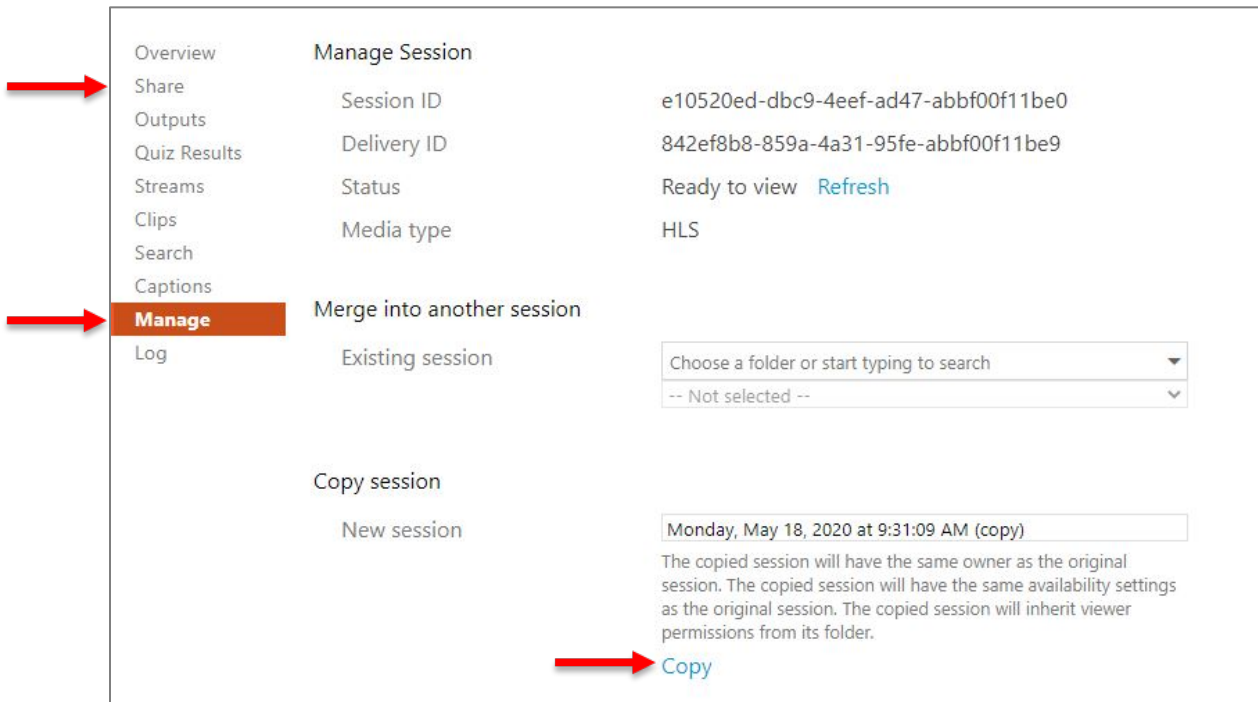 Overview
Share
Outputs
Quiz Results
Streams
Clips
Search
Captions
Manage
Log
Manage Session
Session ID e10520ed-dbc9-4eef-ad47-abbf00f11be0
Delivery ID 842ef8b8-859a-4a31-95fe-abbf00f11be9
Status Ready to view Refresh
Media type HLS
Merge into another session
Existing session Choose a folder or start typing to search
-- Not selected --
Copy session
New session Monday, May 18, 2020 at 9:31:09 AM (copy)
The copied session will have the same owner as the original
session. The copied session will have the same availability settings
as the original session. The copied session will inherit viewer
permissions from its folder.
Copy